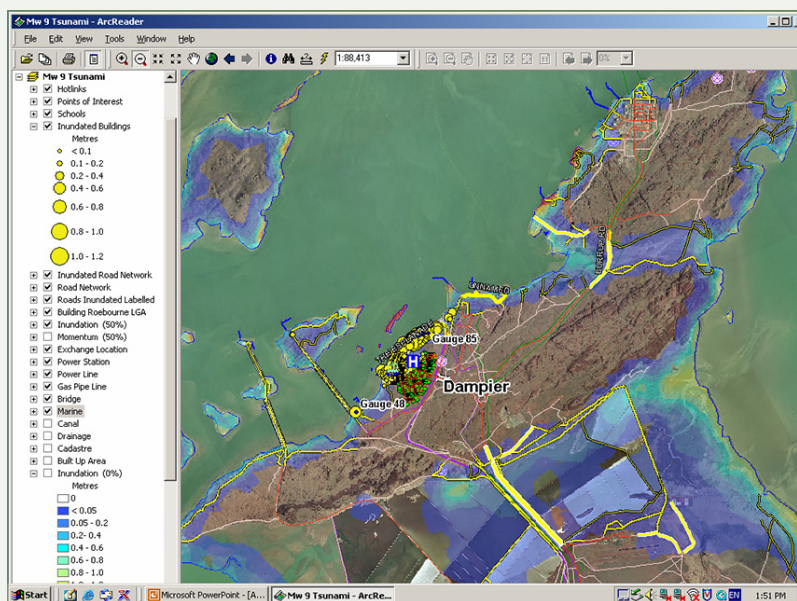 Mw 9 Tsunami - ArcReader
File Edit View Tools Window Help
1:88,413
0%
Mw 9 Tsunami
Hotlinks
Points of Interest
Schools
Inundated Buildings
Metres
< 0.1
0.1 - 0.2
0.2 - 0.4
0.4 - 0.6
0.6 - 0.8
0.8 - 1.0
1.0 - 1.2
Inundated Road Network
Road Network
Roads Inundated Labelled
Building Roebourne LGA
Inundation (50%)
Momentum (50%)
Exchange Location
Power Station
Power Line
Gas Pipe Line
Bridge
Marine
Canal
Drainage
Cadastre
Built Up Area
Inundation (0%)
Metres
0
< 0.05
0.05 - 0.2
0.2- 0.4
0.4 - 0.6
0.6 - 0.8
0.8 - 1.0
BURRUP RD
UNNAMED
THE ESPLANADE
Gauge 85
H
Dampier
Gauge 48
Start
Microsoft PowerPoint - [A...
Mw 9 Tsunami - ArcRe...
EN
1:51 PM